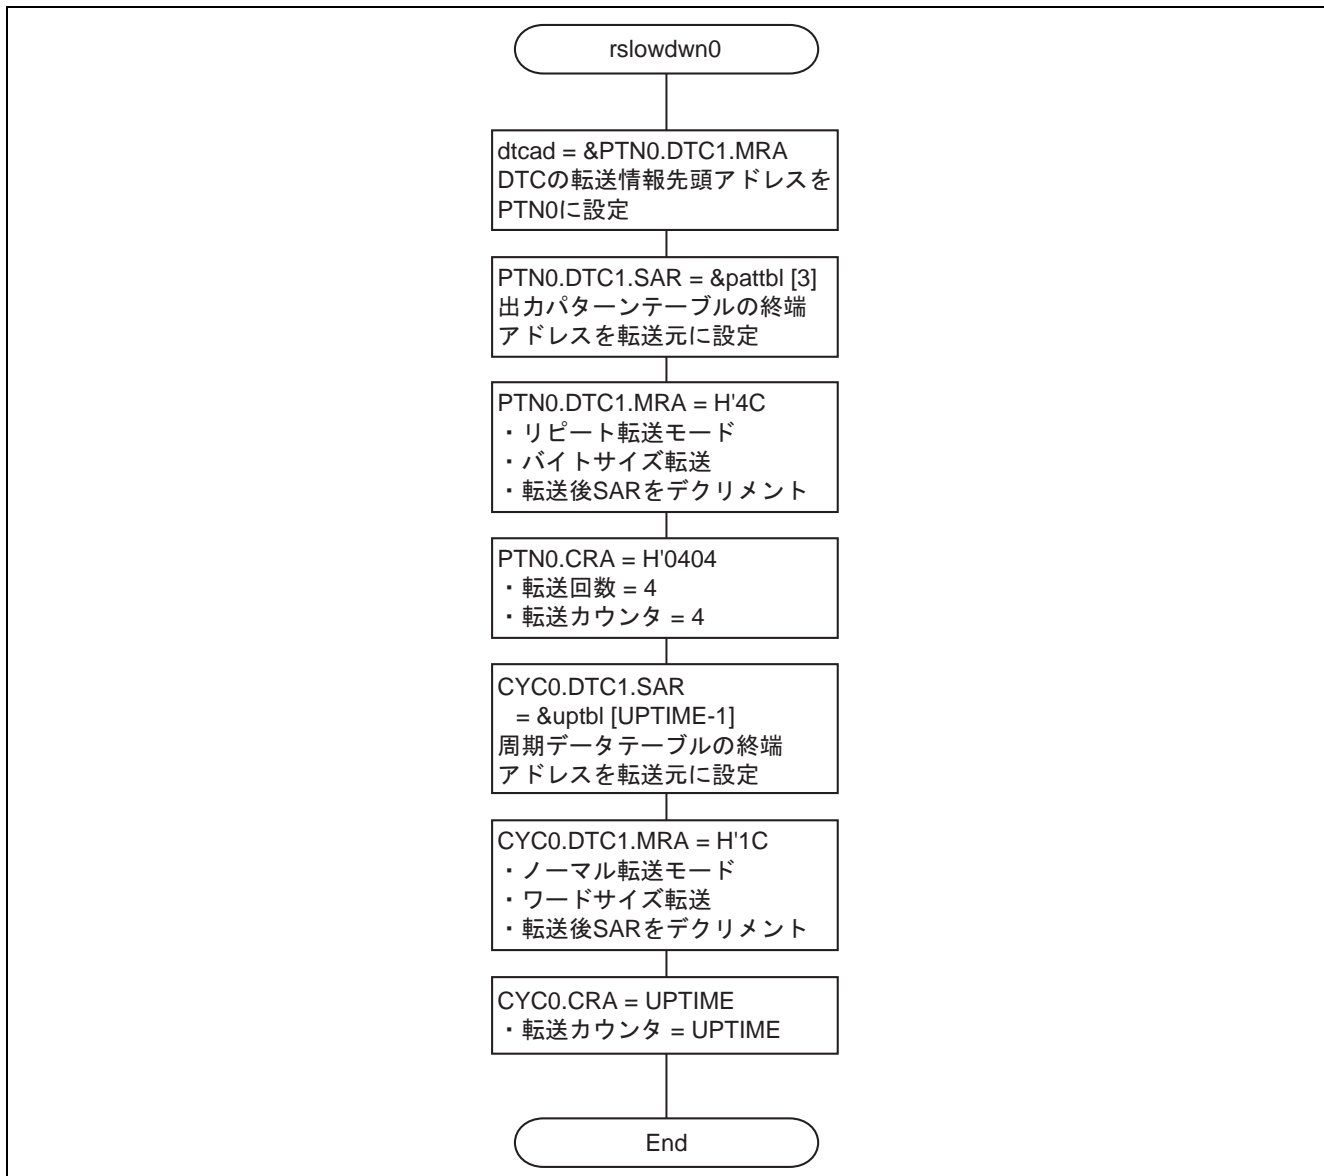 rslowdwn0
dtcad = &PTN0.DTC1.MRA
DTCの転送情報先頭アドレスを
PTN0に設定
PTN0.DTC1.SAR = &pattbl [3]
出力パターンテーブルの終端
アドレスを転送元に設定
PTN0.DTC1.MRA = H'4C
・リピート転送モード
・バイトサイズ転送
・転送後SARをデクリメント
PTN0.CRA = H'0404
・転送回数 = 4
・転送カウンタ = 4
CYC0.DTC1.SAR
= &uptbl [UPTIME-1]
周期データテーブルの終端
アドレスを転送元に設定
CYC0.DTC1.MRA = H'1C
・ノーマル転送モード
・ワードサイズ転送
・転送後SARをデクリメント
CYC0.CRA = UPTIME
・転送カウンタ = UPTIME
End